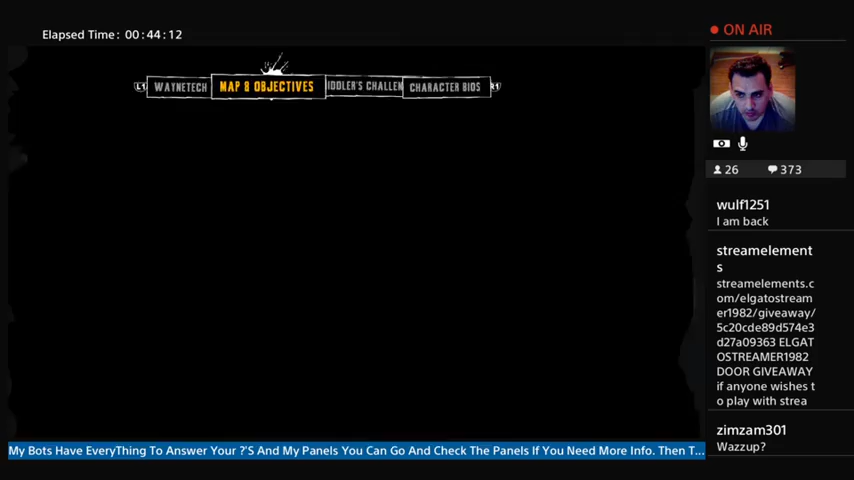 Elapsed Time: 00:44:12
ON AIR
L1 WAYNETECH MAP & OBJECTIVES IDDLER'S CHALLEN CHARACTER BIOS R1
26 373
wulf1251
I am back
streamelement
s
streamelements.c
om/elgatostream
er1982/giveaway/
5c20cde89d574e3
d27a09363 ELGAT
OSTREAMER1982
DOOR GIVEAWAY
if anyone wishes t
o play with strea
zimzam301
Wazzup?
My Bots Have EveryThing To Answer Your ?'S And My Panels You Can Go And Check The Panels If You Need More Info. Then T...